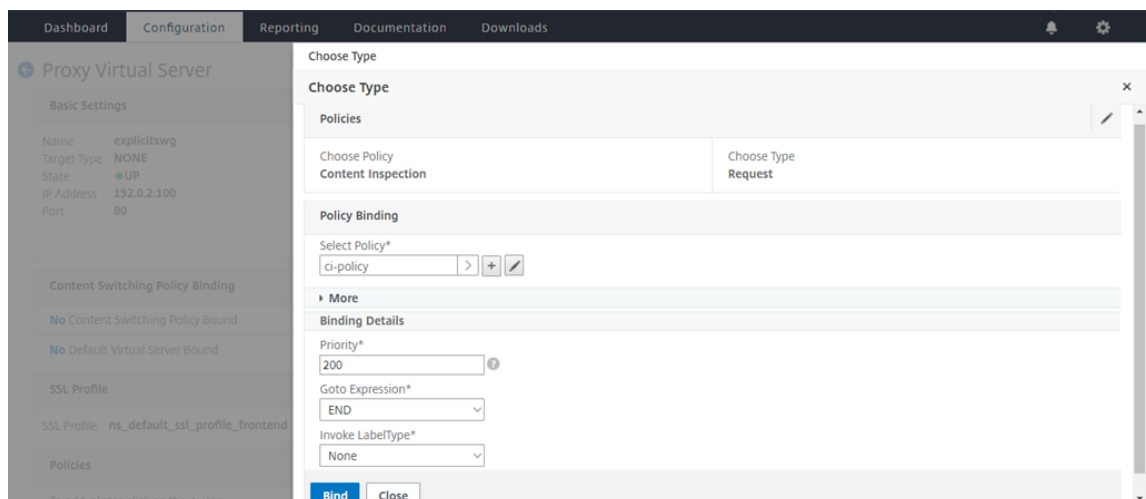 Dashboard Configuration Reporting Documentation Downloads
Proxy Virtual Server
Basic Settings
Name explicitswg
Target Type NONE
State UP
IP Address 192.0.2.100
Port 80
Content Switching Policy Binding
No Content Switching Policy Bound
No Default Virtual Server Bound
SSL Profile
SSL Profile ns_default_ssl_profile_frontend
Policies
Choose Type
Choose Type
Policies
Choose Policy
Content Inspection
Choose Type
Request
Policy Binding
Select Policy*
ci-policy
More
Binding Details
Priority*
200
Goto Expression*
END
Invoke LabelType*
None
Bind Close